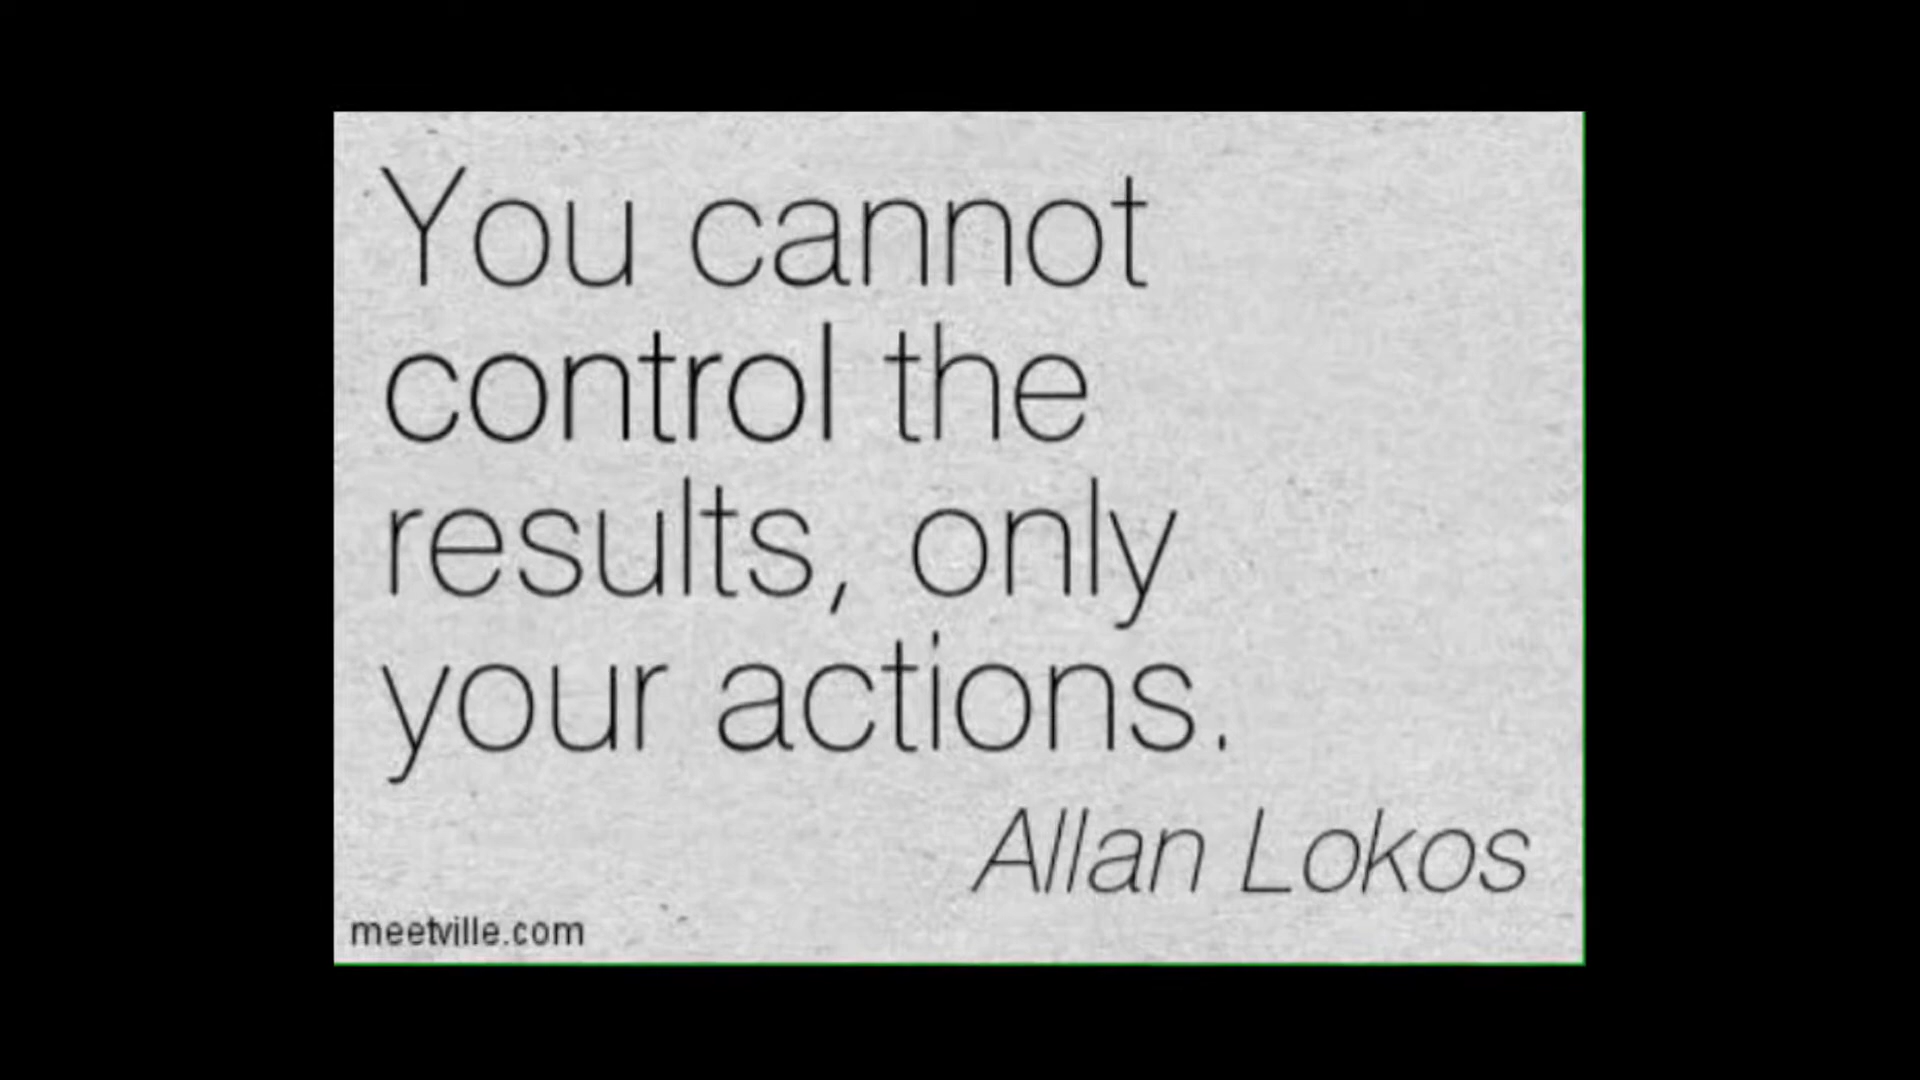 You cannot
control the
results, only
your actions.
Allan Lokos
meetville.com